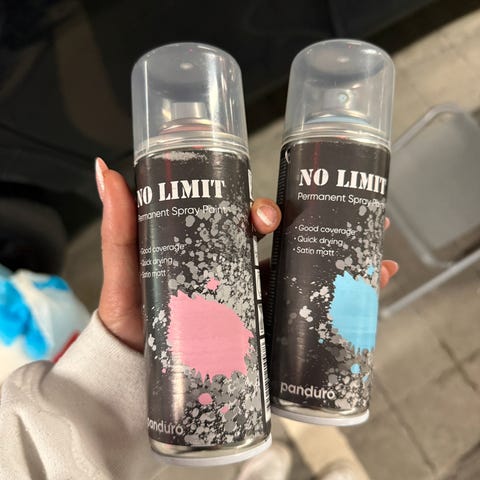 NO LIMIT
Permanent Spray Paint
• Good coverage
• Quick drying
• Satin matt
panduro
NO LIMIT
Permanent Spray Paint
• Good coverage
• Quick drying
• Satin matt
panduro